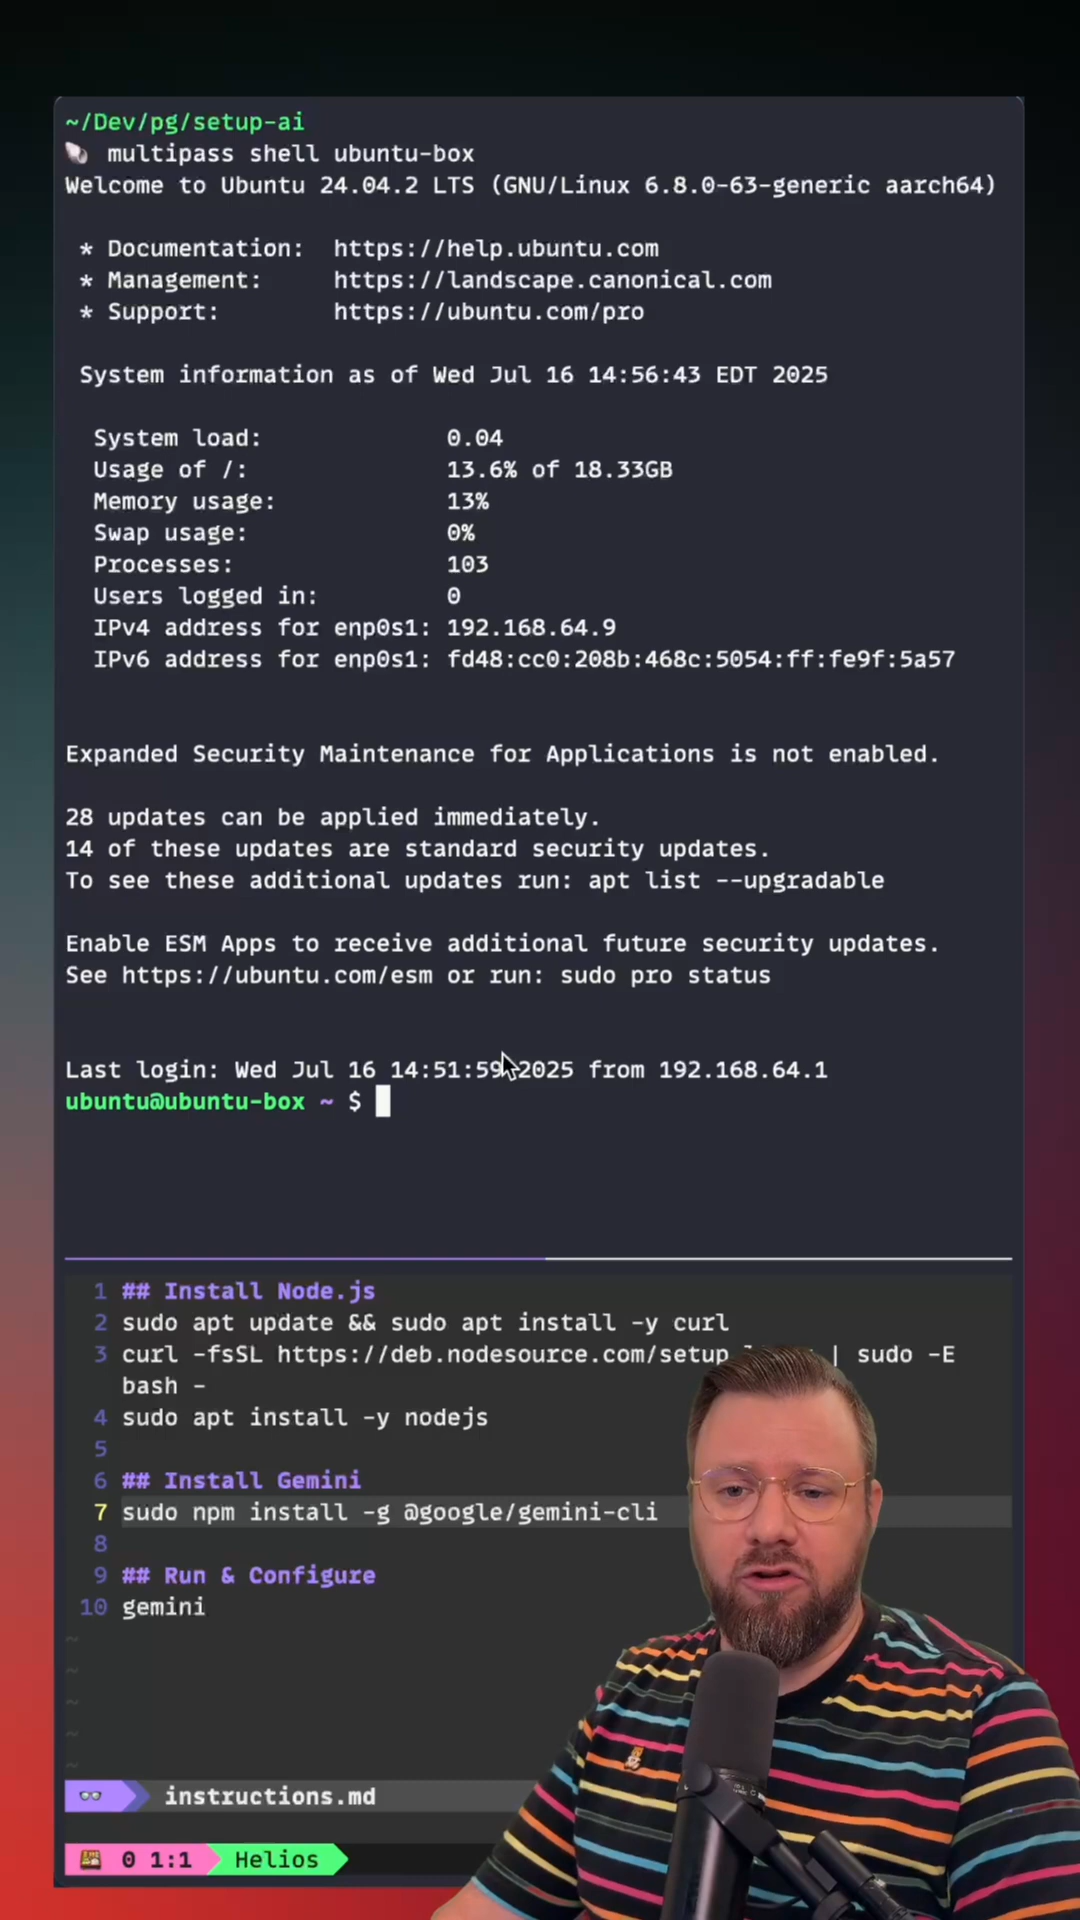 ~/Dev/pg/setup-ai
multipass shell ubuntu-box
Welcome to Ubuntu 24.04.2 LTS (GNU/Linux 6.8.0-63-generic aarch64)
* Documentation: https://help.ubuntu.com
* Management: https://landscape.canonical.com
* Support: https://ubuntu.com/pro
System information as of Wed Jul 16 14:56:43 EDT 2025
System load: 0.04
Usage of /: 13.6% of 18.33GB
Memory usage: 13%
Swap usage: 0%
Processes: 103
Users logged in: 0
IPv4 address for enp0s1: 192.168.64.9
IPv6 address for enp0s1: fd48:cc0:208b:468c:5054:ff:fe9f:5a57
Expanded Security Maintenance for Applications is not enabled.
28 updates can be applied immediately.
14 of these updates are standard security updates.
To see these additional updates run: apt list --upgradable
Enable ESM Apps to receive additional future security updates.
See https://ubuntu.com/esm or run: sudo pro status
Last login: Wed Jul 16 14:51:59 2025 from 192.168.64.1
ubuntu@ubuntu-box ~ $
1 ## Install Node.js
2 sudo apt update && sudo apt install -y curl
3 curl -fsSL https://deb.nodesource.com/setup | sudo -E
bash -
4 sudo apt install -y nodejs
5
6 ## Install Gemini
7 sudo npm install -g @google/gemini-cli
8
9 ## Run & Configure
10 gemini
~
~
~
~
~
instructions.md
0 1:1 Helios